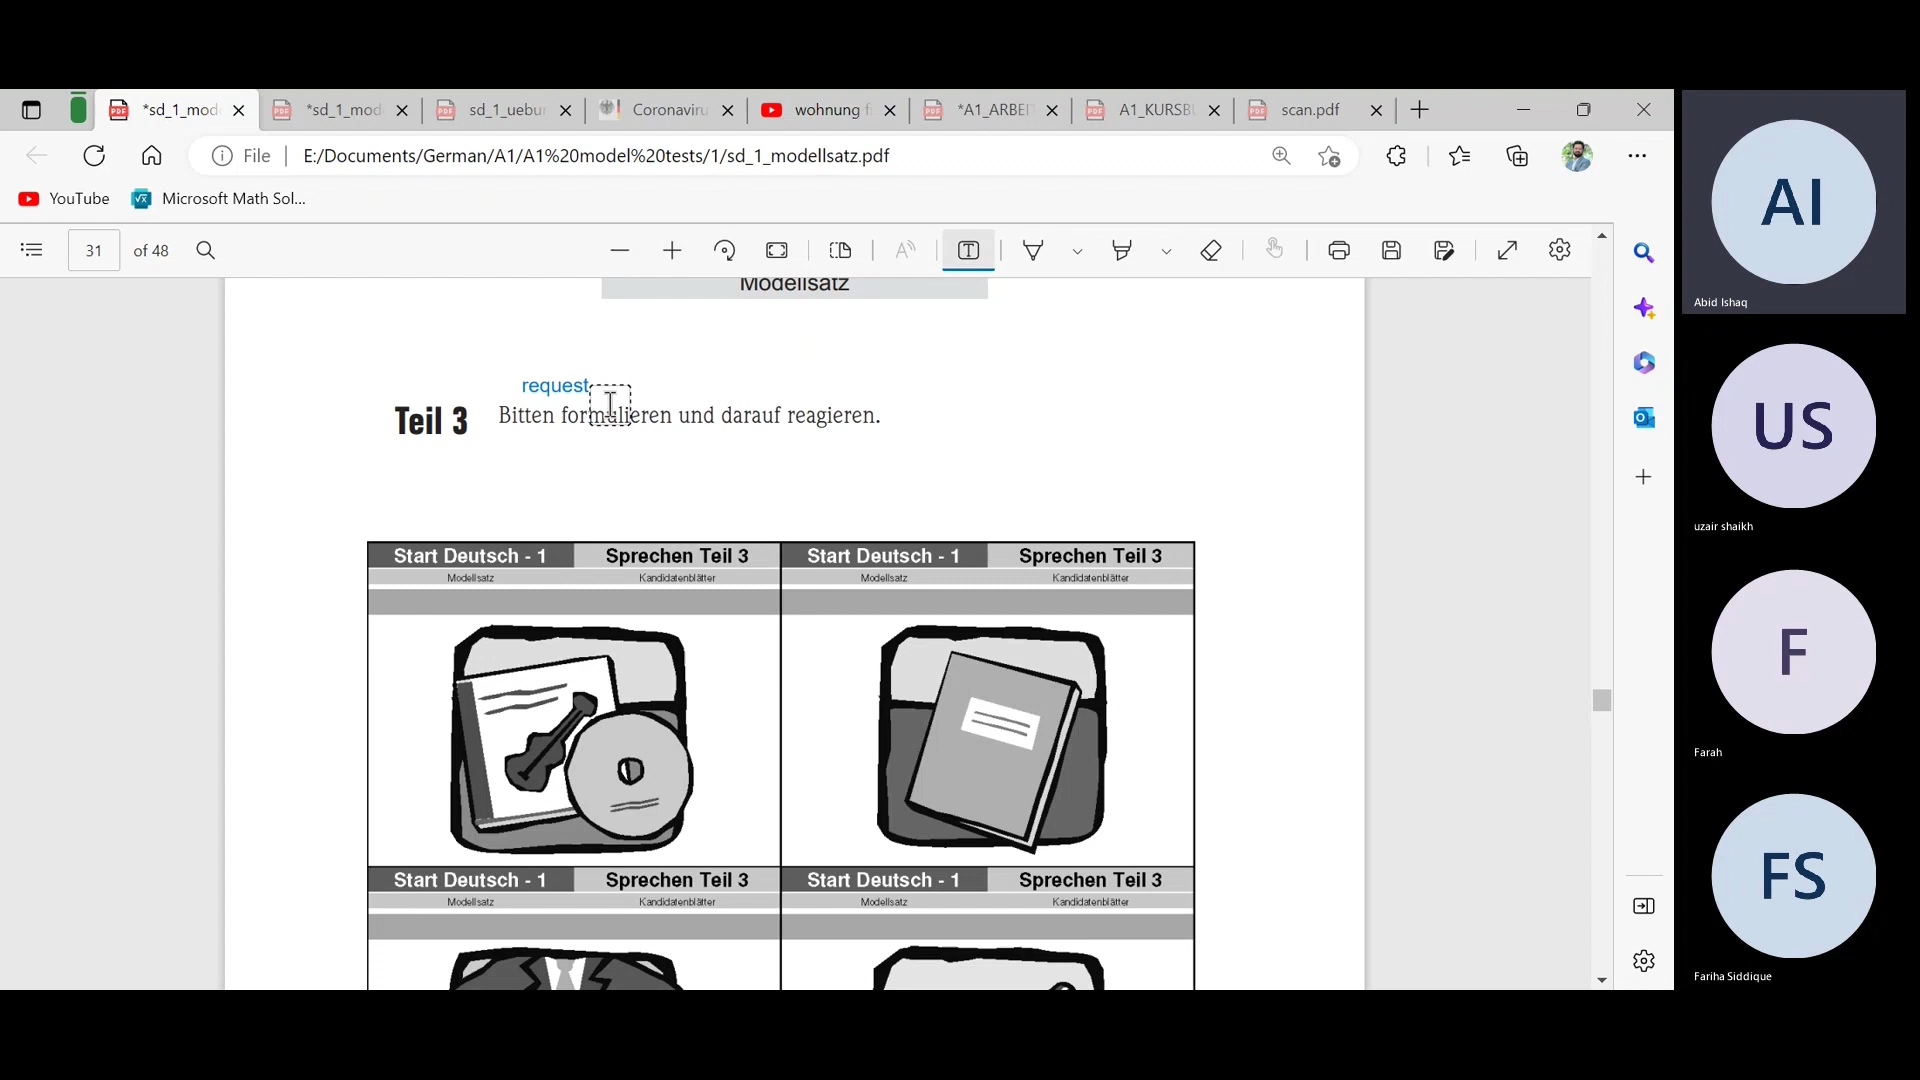 *sd_1_mod
*sd_1_mod
sd_1_uebur
Coronaviru
wohnung f
*A1_ARBEI
A1_KURSB
scan.pdf
File
E:/Documents/German/A1/A1%20model%20tests/1/sd_1_modellsatz.pdf
YouTube
Microsoft Math Sol...
31 of 48
Modellsatz
request
Teil 3 Bitten formulieren und darauf reagieren.
Start Deutsch - 1 Sprechen Teil 3 Start Deutsch - 1 Sprechen Teil 3
Modellsatz Kandidatenblätter Modellsatz Kandidatenblätter
Start Deutsch - 1 Sprechen Teil 3 Start Deutsch - 1 Sprechen Teil 3
Modellsatz Kandidatenblätter Modellsatz Kandidatenblätter
AI
Abid Ishaq
US
uzair shaikh
F
Farah
FS
Fariha Siddique